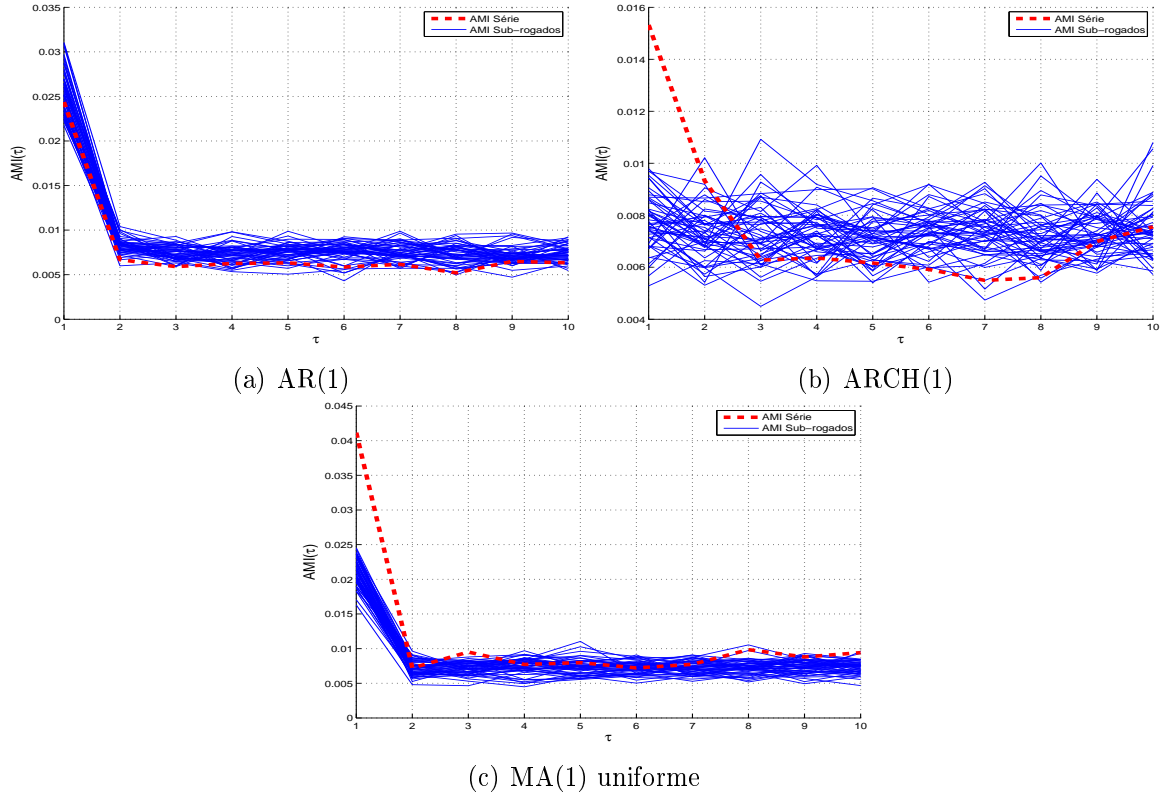 AMI Série
AMI Sub-rogados
0.035
0.03
0.025
0.02
0.015
0.01
0.005
0
AMI(τ)
1 2 3 4 5 6 7 8 9 10
τ
(a) AR(1)
AMI Série
AMI Sub-rogados
0.016
0.014
0.012
0.01
0.008
0.006
0.004
AMI(τ)
1 2 3 4 5 6 7 8 9 10
τ
(b) ARCH(1)
AMI Série
AMI Sub-rogados
0.045
0.04
0.035
0.03
0.025
0.02
0.015
0.01
0.005
0
AMI(τ)
1 2 3 4 5 6 7 8 9 10
τ
(c) MA(1) uniforme